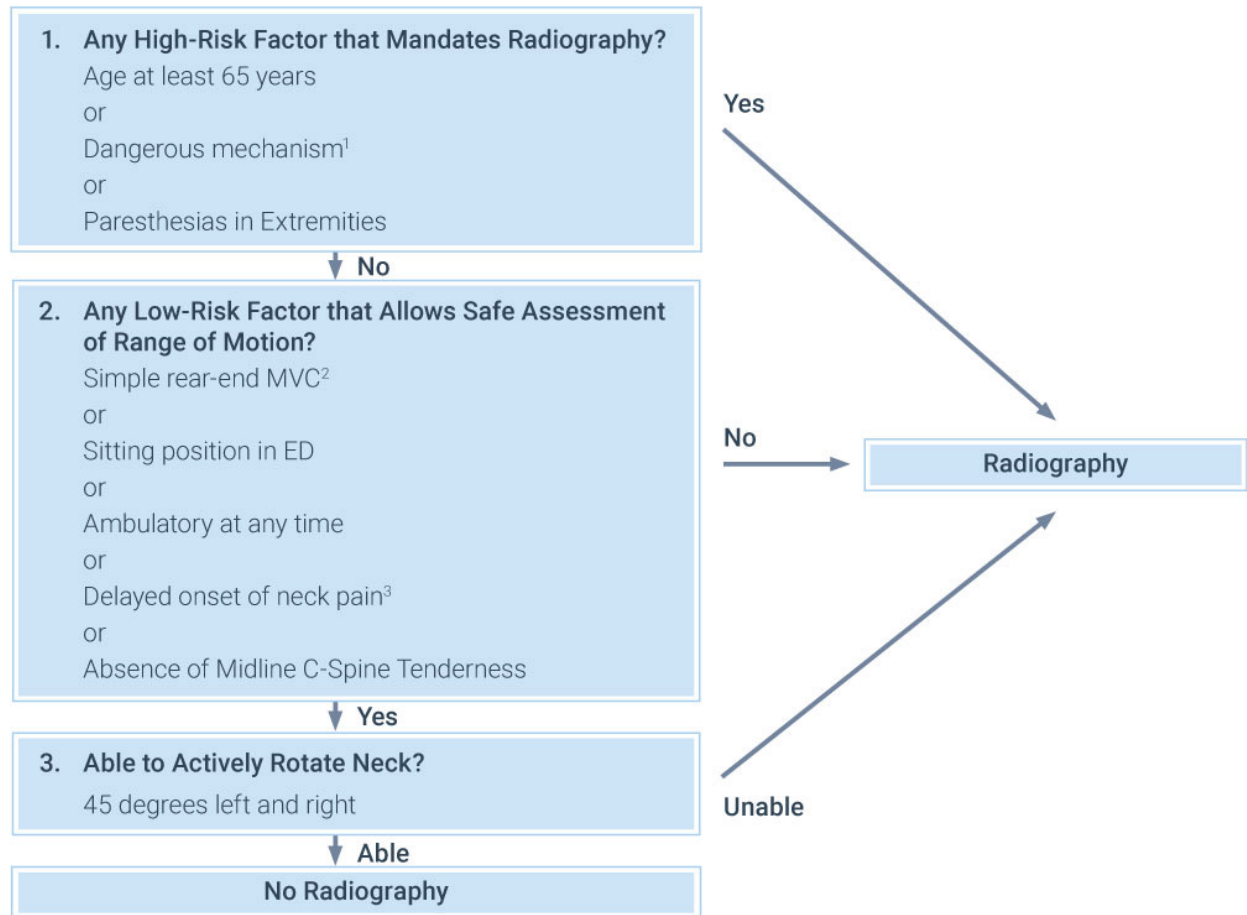 1. Any High-Risk Factor that Mandates Radiography?
Age at least 65 years
or
Dangerous mechanism¹
or
Paresthesias in Extremities
Yes
No
2. Any Low-Risk Factor that Allows Safe Assessment
of Range of Motion?
Simple rear-end MVC²
or
Sitting position in ED
or
Ambulatory at any time
or
Delayed onset of neck pain³
or
Absence of Midline C-Spine Tenderness
No
Radiography
Yes
3. Able to Actively Rotate Neck?
45 degrees left and right
Unable
Able
No Radiography